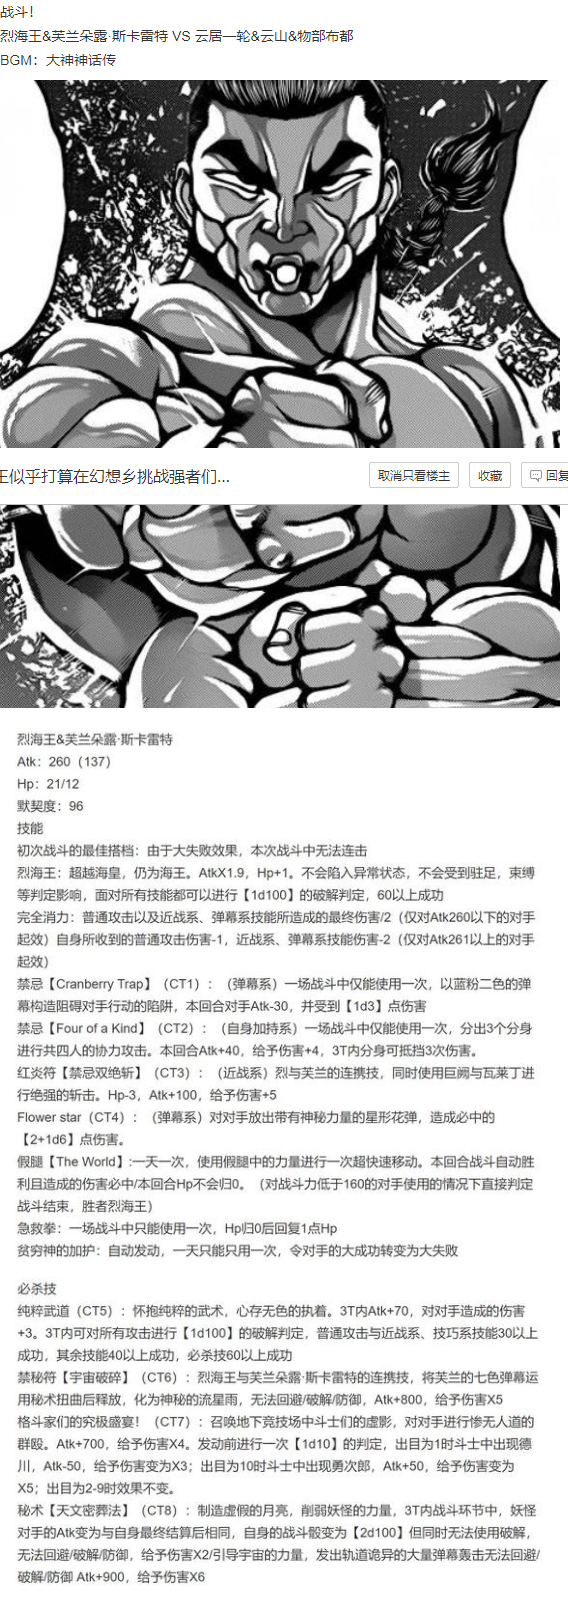 战斗！
烈海王&芙兰朵露·斯卡雷特 VS 云居一轮&云山&物部布都
BGM：大神神话传
王似乎打算在幻想乡挑战强者们...
取消只看楼主
收藏
回复
烈海王&芙兰朵露·斯卡雷特
Atk：260（137）
Hp：21/12
默契度：96
技能
初次战斗的最佳搭档：由于大失败效果，本次战斗中无法连击
烈海王：超越海皇，仍为海王。AtkX1.9，Hp+1。不会陷入异常状态，不会受到驻足，束缚
等判定影响，面对所有技能都可以进行【1d100】的破解判定，60以上成功
完全消力：普通攻击以及近战系、弹幕系技能所造成的最终伤害/2（仅对Atk260以下的对手
起效）自身所收到的普通攻击伤害-1，近战系、弹幕系技能伤害-2（仅对Atk261以上的对手
起效）
禁忌【Cranberry Trap】（CT1）：（弹幕系）一场战斗中仅能使用一次，以蓝粉二色的弹
幕构造阻碍对手行动的陷阱，本回合对手Atk-30，并受到【1d3】点伤害
禁忌【Four of a Kind】（CT2）：（自身加持系）一场战斗中仅能使用一次，分出3个分身
进行共四人的协力攻击。本回合Atk+40，给予伤害+4，3T内分身可抵挡3次伤害。
红炎符【禁忌双绝斩】（CT3）：（近战系）烈与芙兰的连携技，同时使用巨阙与瓦莱丁进
行绝强的斩击。Hp-3，Atk+100，给予伤害+5
Flower star（CT4）：（弹幕系）对对手放出带有神秘力量的星形花弹，造成必中的
【2+1d6】点伤害。
假腿【The World】:一天一次，使用假腿中的力量进行一次超快速移动。本回合战斗自动胜
利且造成的伤害必中/本回合Hp不会归0。（对战斗力低于160的对手使用的情况下直接判定
战斗结束，胜者烈海王）
急救拳：一场战斗中只能使用一次，Hp归0后回复1点Hp
贫穷神的加护：自动发动，一天只能只用一次，令对手的大成功转变为大失败
必杀技
纯粹武道（CT5）：怀抱纯粹的武术，心存无色的执着。3T内Atk+70，对对手造成的伤害
+3。3T内可对所有攻击进行【1d100】的破解判定，普通攻击与近战系、技巧系技能30以上
成功，其余技能40以上成功，必杀技60以上成功
禁秘符【宇宙破碎】（CT6）：烈海王与芙兰朵露·斯卡雷特的连携技，将芙兰的七色弹幕运
用秘术扭曲后释放，化为神秘的流星雨，无法回避/破解/防御，Atk+800，给予伤害X5
格斗家们的究极盛宴！（CT7）：召唤地下竞技场中斗士们的虚影，对对手进行惨无人道的
群殴。Atk+700，给予伤害X4。发动前进行一次【1d10】的判定，出目为1时斗士中出现德
川，Atk-50，给予伤害变为X3；出目为10时斗士中出现勇次郎，Atk+50，给予伤害变为
X5；出目为2-9时效果不变。
秘术【天文密葬法】（CT8）：制造虚假的月亮，削弱妖怪的力量，3T内战斗环节中，妖怪
对手的Atk变为与自身最终结算后相同，自身的战斗骰变为【2d100】但同时无法使用破解，
无法回避/破解/防御，给予伤害X2/引导宇宙的力量，发出轨道诡异的大量弹幕轰击无法回避/
破解/防御 Atk+900，给予伤害X6